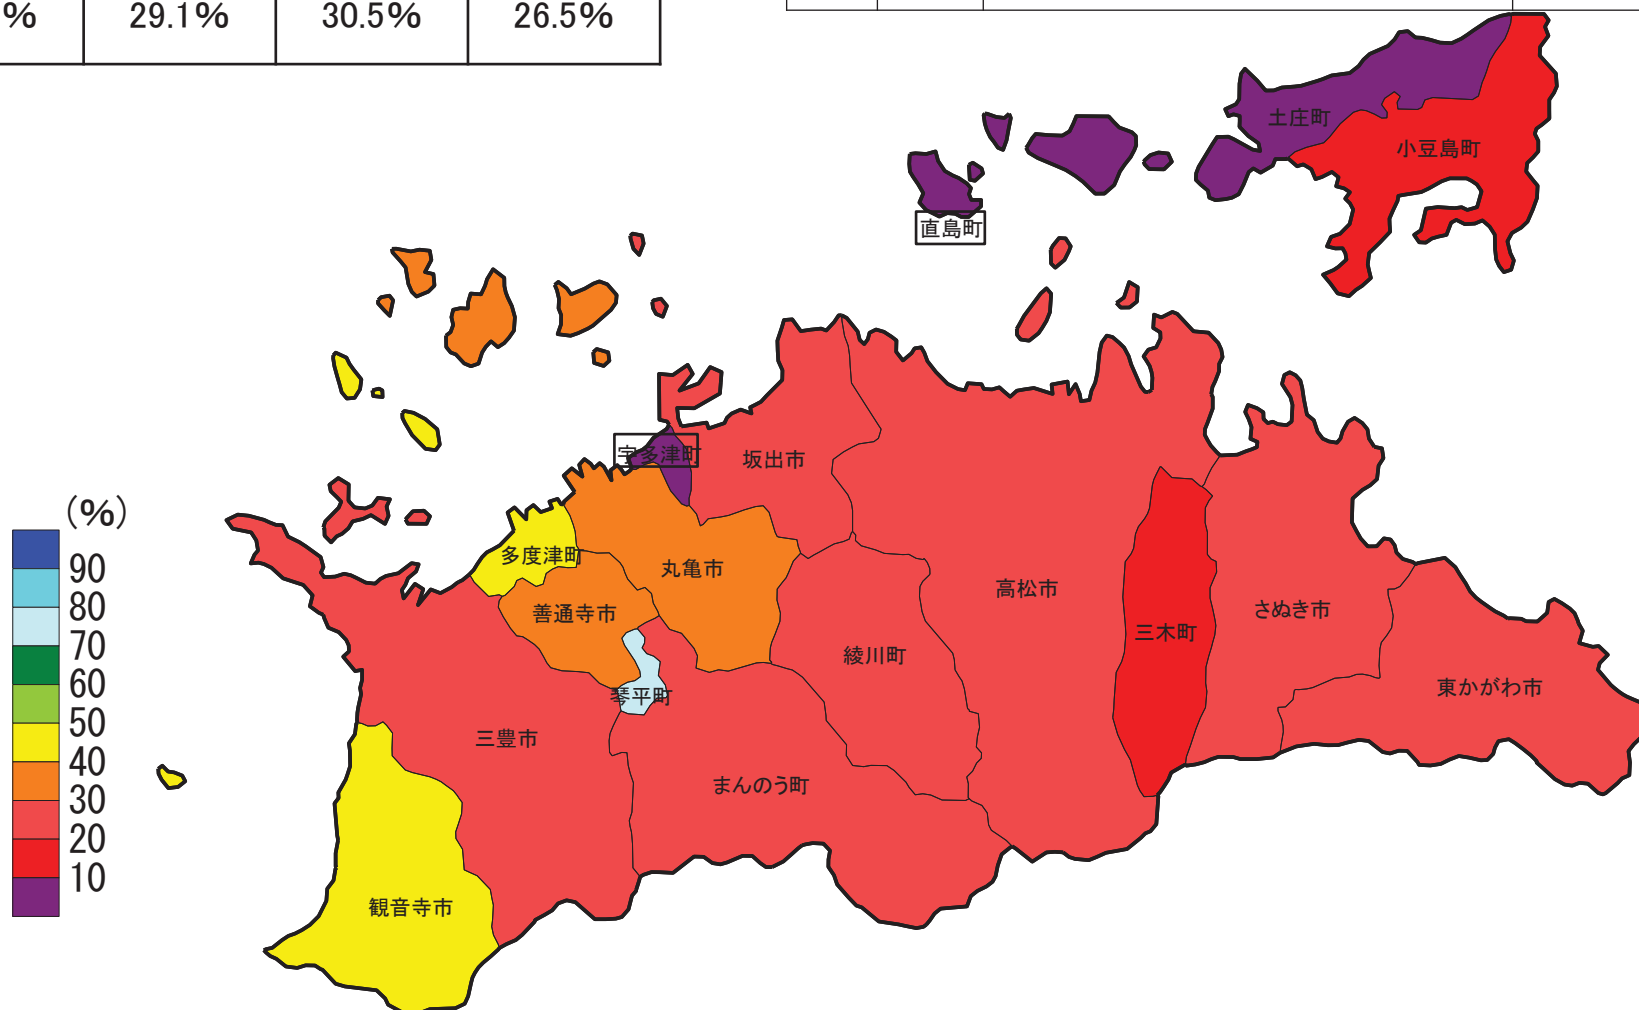 % 29.1% 30.5% 26.5%
土庄町
小豆島町
直島町
宇多津町
坂出市
(%)
90
80
70
60
50
40
30
20
10
多度津町
丸亀市
善通寺市
高松市
さぬき市
三木町
綾川町
琴平町
東かがわ市
三豊市
まんのう町
観音寺市